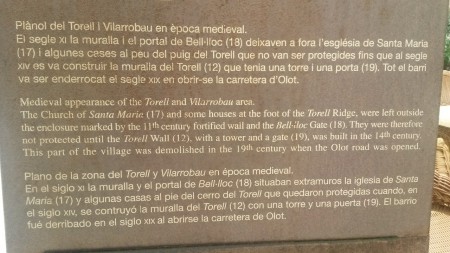 Plànol del Torell i Vilarrobau en època medieval.
El segle XI la muralla i el portal de Bell-lloc (18) deixaven a fora l'església de Santa Maria
(17) i algunes ceses al peu del puig del Torell que no van ser protegides fins que al segle
XIV es va construir la muralla del Torell (12) que tenia una torre i una porta (19). Tot el barri
va ser enderrocat el segle XIX en obrir-se la carretera d'Olot.
Medieval appearance of the Torell and Vilarrobau area.
The Church of Santa Maria (17) and some houses at the foot of the Torell Ridge, were left outside
the enclosure marked by the 11th century fortified wall and the Bell-lloc Gate (18). They were therefore
not protected until the Torell Wall (12), with a tower and a gate (19), was built in the 14th century.
This part of the village was demolished in the 19th century when the Olot road was opened.
Plano de la zona del Torell y Vilarrobau en època medieval.
En el siglo XI la muralla y el portal de Bell-lloc (18) situaban extramuros la iglesia de Santa
Maria (17) y algunas casas al pie del cerro del Torell que quedaron protegidas cuando, en
el siglo XIV, se contruyó la muralla del Torell (12) con una torre y una puerta (19). El barrio
fué derribado en el siglo XIX al abrirse la carretera de Olot.